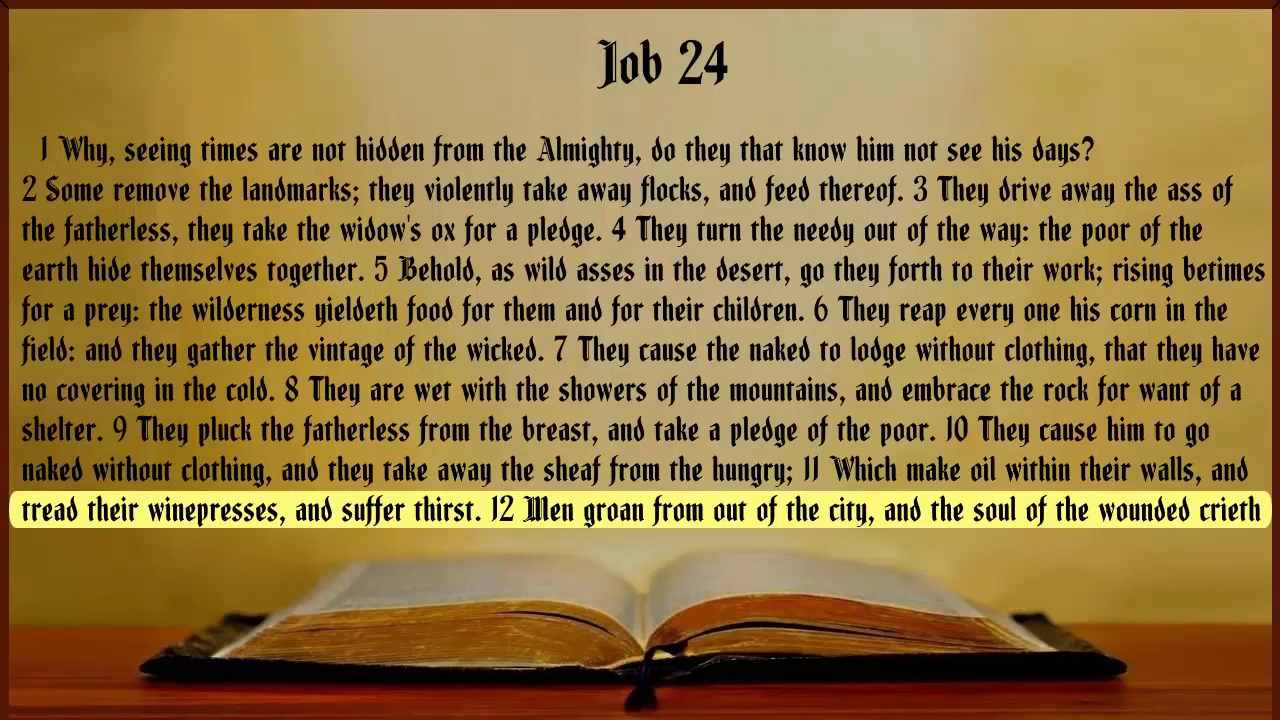 Job 24
1 Why, seeing times are not hidden from the Almighty, do they that know him not see his days?
2 Some remove the landmarks; they violently take away flocks, and feed thereof. 3 They drive away the ass of
the fatherless, they take the widow's ox for a pledge. 4 They turn the needy out of the way: the poor of the
earth hide themselves together. 5 Behold, as wild asses in the desert, go they forth to their work; rising betimes
for a prey: the wilderness yieldeth food for them and for their children. 6 They reap every one his corn in the
field: and they gather the vintage of the wicked. 7 They cause the naked to lodge without clothing, that they have
no covering in the cold. 8 They are wet with the showers of the mountains, and embrace the rock for want of a
shelter. 9 They pluck the fatherless from the breast, and take a pledge of the poor. 10 They cause him to go
naked without clothing, and they take away the sheaf from the hungry; 11 Which make oil within their walls, and
tread their winepresses, and suffer thirst. 12 Men groan from out of the city, and the soul of the wounded crieth